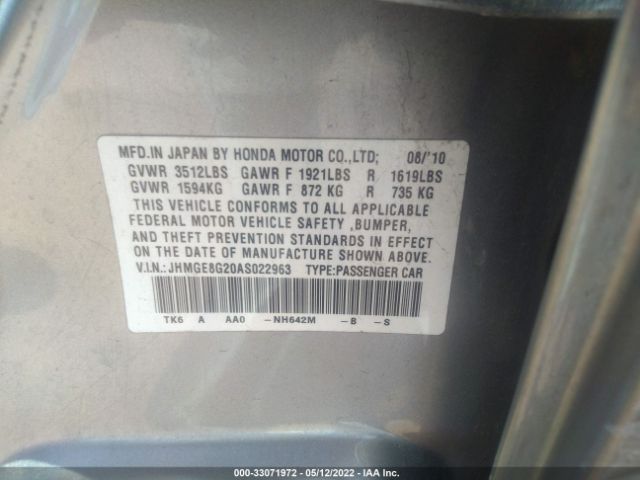 MFD.IN JAPAN BY HONDA MOTOR CO.,LTD; 08/'10
GVWR 3512LBS GAWR F 1921LBS R 1619LBS
GVWR 1594KG GAWR F 872 KG R 735 KG
THIS VEHICLE CONFORMS TO ALL APPLICABLE
FEDERAL MOTOR VEHICLE SAFETY ,BUMPER,
AND THEFT PREVENTION STANDARDS IN EFFECT
ON THE DATE OF MANUFACTURE SHOWN ABOVE.
V.I.N.:JHMGE8G20AS022963 TYPE:PASSENGER CAR
TK6 A AA0 -NH642M -B -S
000-33071972 - 05/12/2022 - IAA Inc.